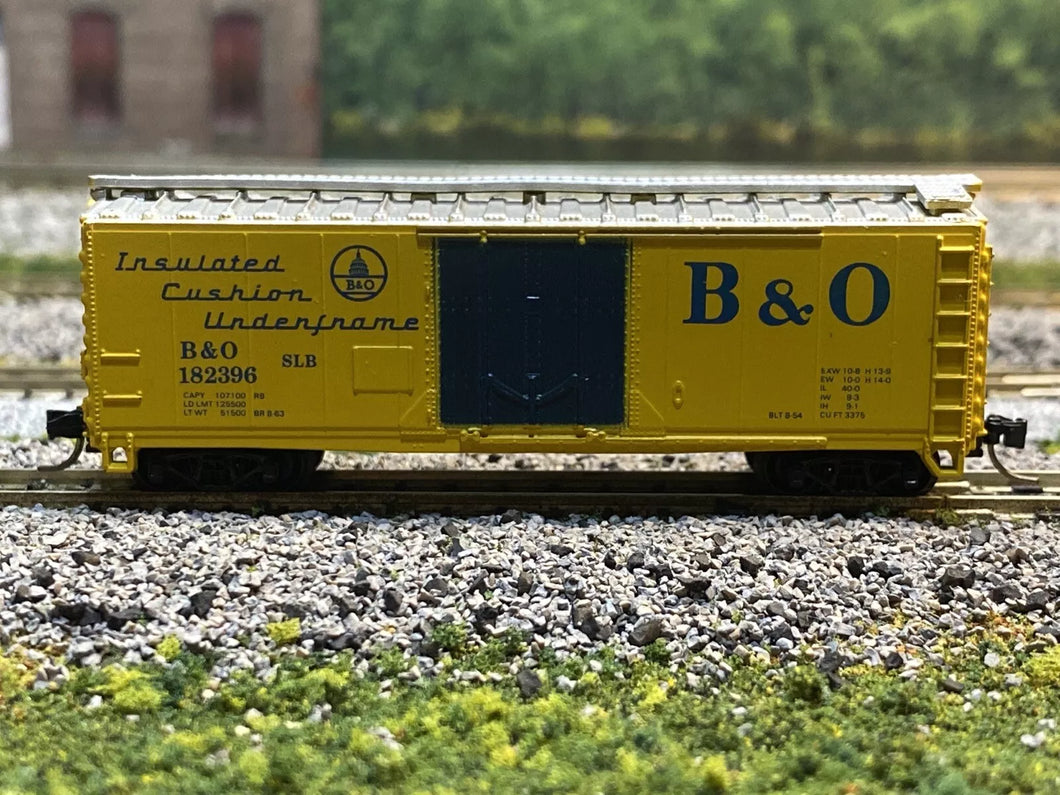 Insulated
Cushion
Underframe
B&O
B&O
182396
SLB
CAPY 107100 RB
LD LMT 125500
LT WT 51500 BR 8-63
B&O
EXW 10-8 H 13-9
EW 10-0 H 14-0
IL 40-0
IW 8-3
IH 9-1
BLT 8-54 CU FT 3375